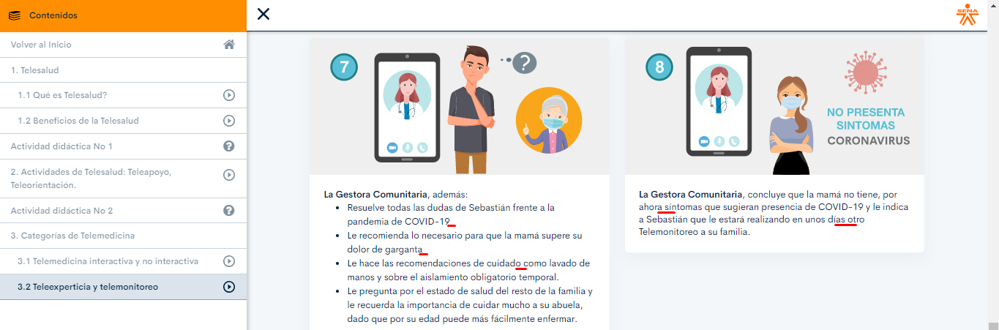 Contenidos
Volver al Inicio
1. Telesalud
1.1 Qué es Telesalud?
1.2 Beneficios de la Telesalud
Actividad didáctica No 1
?
2. Actividades de Telesalud: Teleapoyo,
Teleorientación.
Actividad didáctica No 2
?
3. Categorías de Telemedicina
3.1 Telemedicina interactiva y no interactiva
3.2 Teleexperticia y telemonitoreo
SENA
7
?
La Gestora Comunitaria, además:
• Resuelve todas las dudas de Sebastián frente a la
pandemia de COVID-19
• Le recomienda lo necesario para que la mamá supere su
dolor de garganta
• Le hace las recomendaciones de cuidado como lavado de
manos y sobre el aislamiento obligatorio temporal.
• Le pregunta por el estado de salud del resto de la familia y
le recuerda la importancia de cuidar mucho a su abuela,
dado que por su edad puede más fácilmente enfermar.
8
NO PRESENTA
SINTOMAS
CORONAVIRUS
La Gestora Comunitaria, concluye que la mamá no tiene, por
ahora síntomas que sugieran presencia de COVID-19 y le indica
a Sebastián que le estará realizando en unos días otro
Telemonitoreo a su familia.